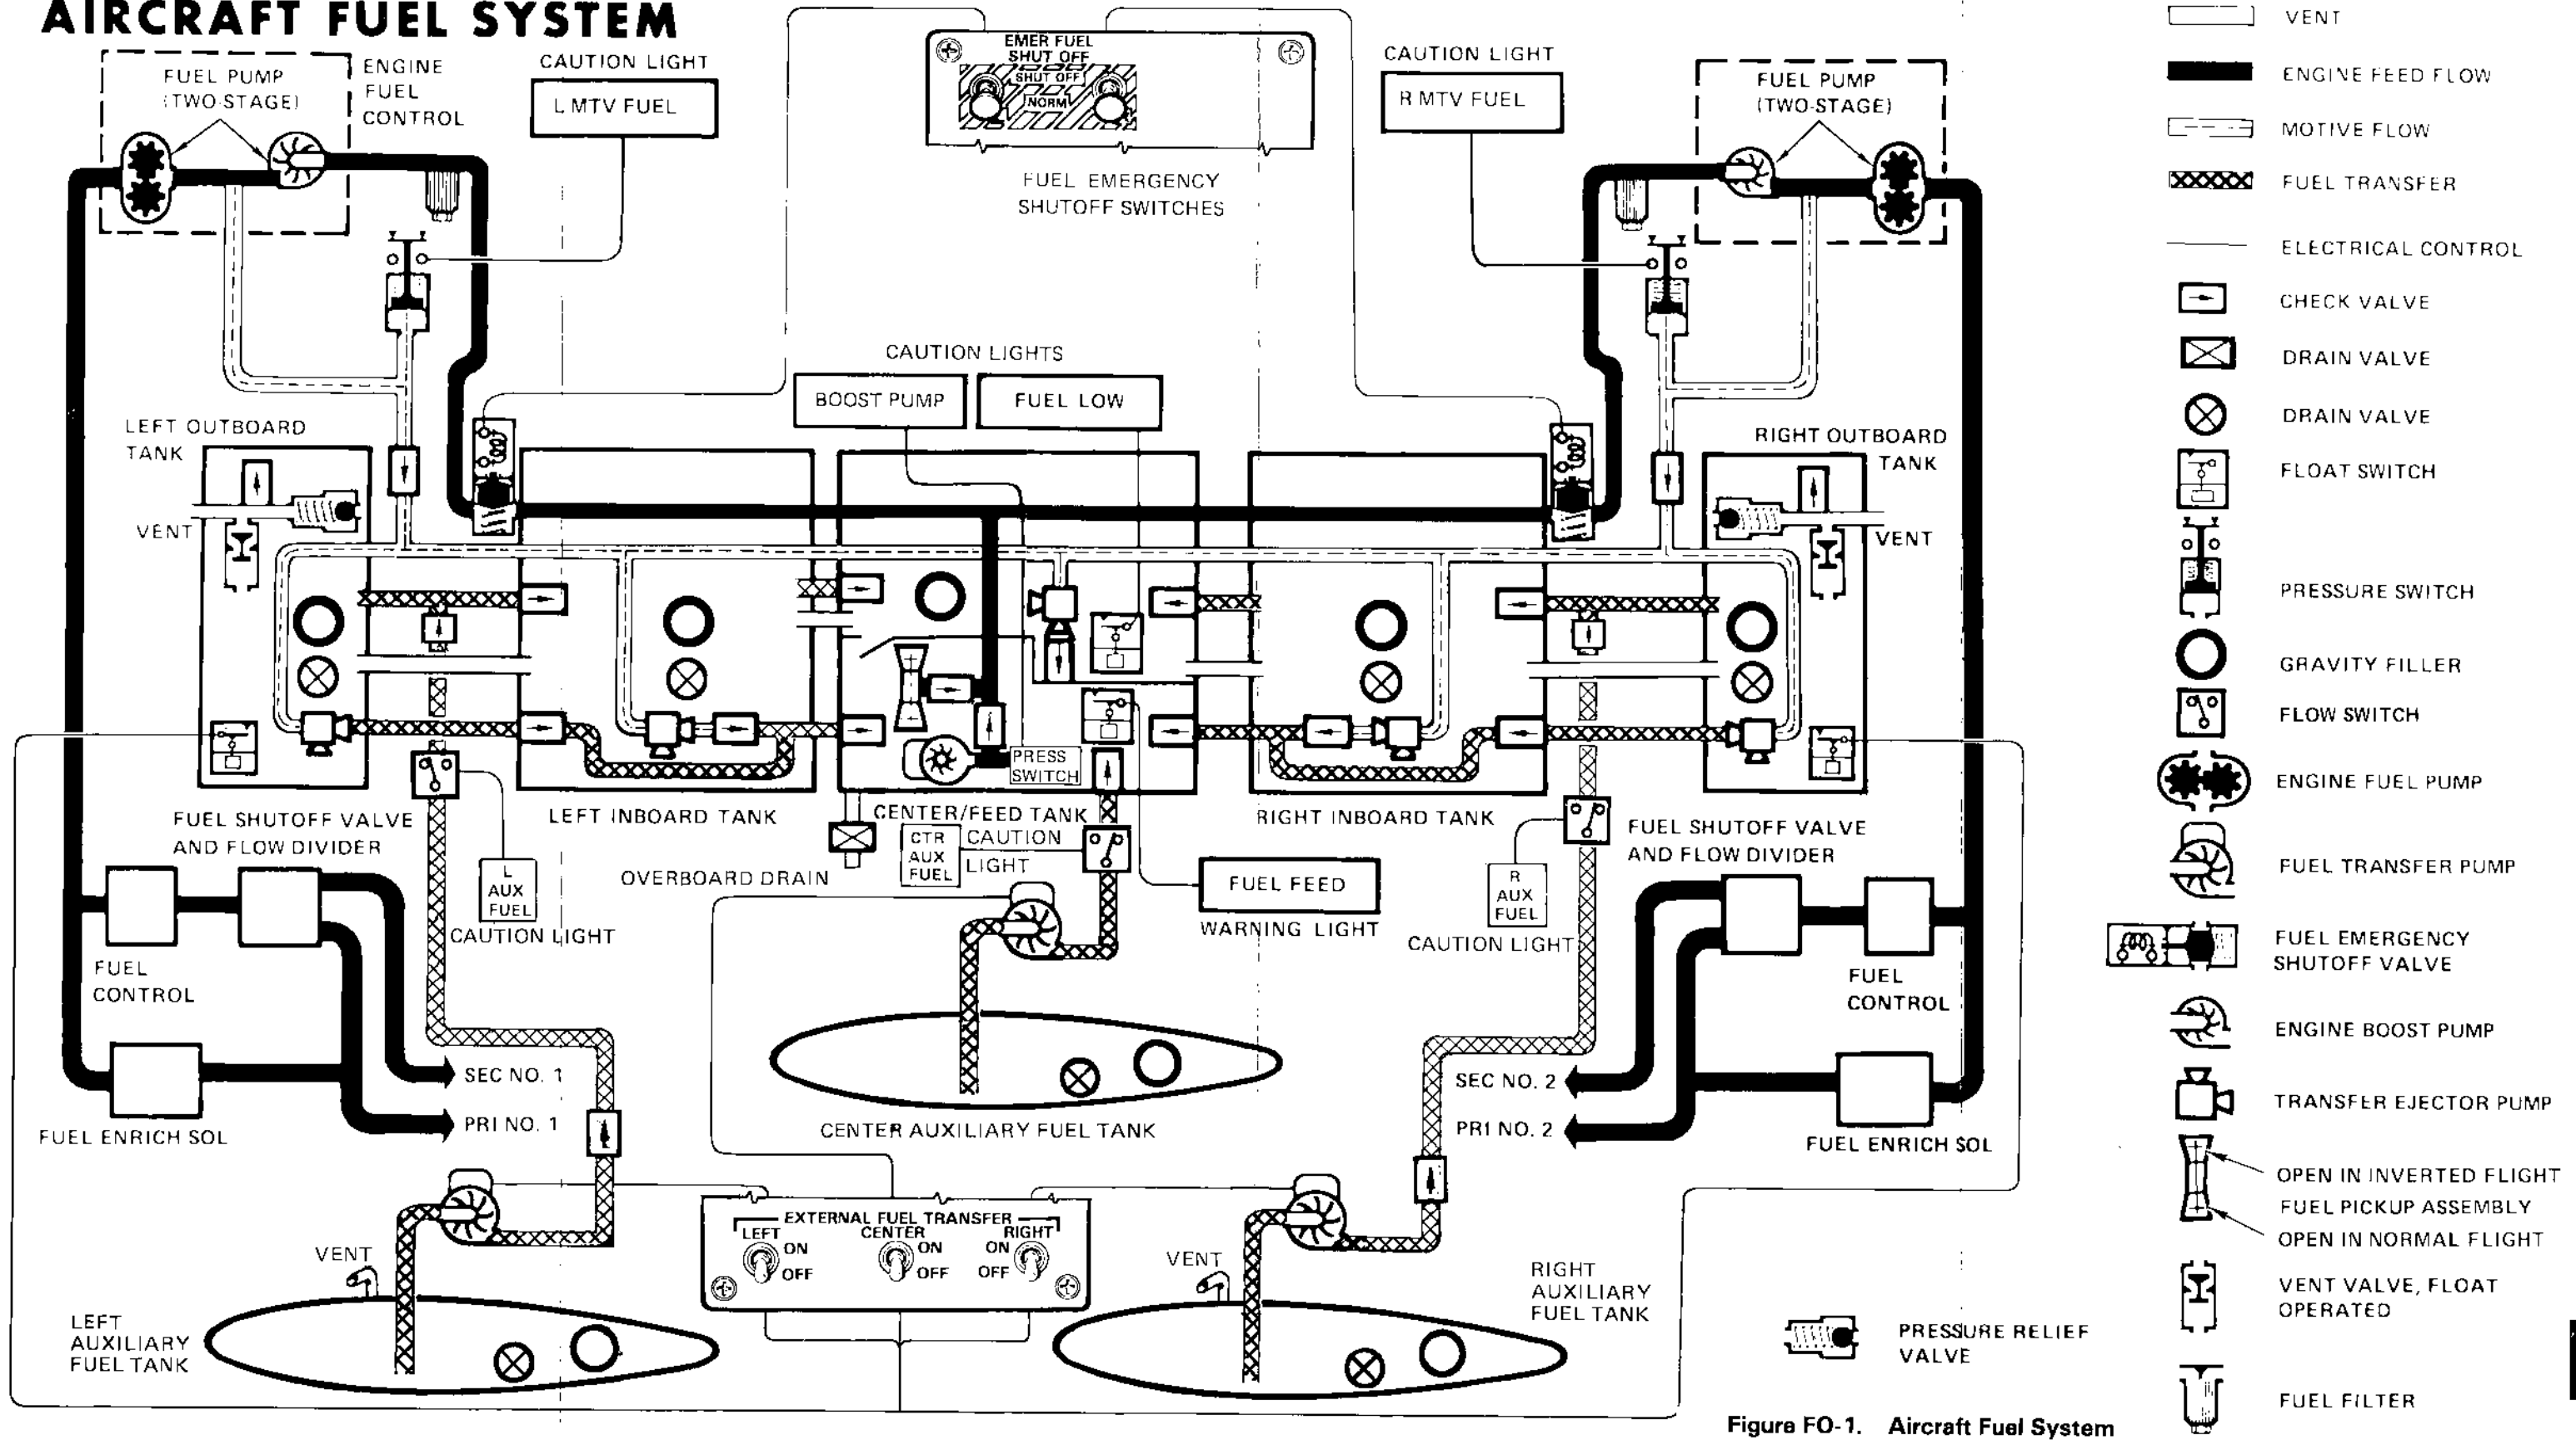 AIRCRAFT FUEL SYSTEM
FUEL PUMP
(TWO-STAGE)
ENGINE
FUEL
CONTROL
CAUTION LIGHT
L MTV FUEL
EMER FUEL
SHUT OFF
SHUT OFF
NORM
FUEL EMERGENCY
SHUTOFF SWITCHES
CAUTION LIGHT
R MTV FUEL
FUEL PUMP
(TWO-STAGE)
CAUTION LIGHTS
BOOST PUMP
FUEL LOW
LEFT OUTBOARD
TANK
VENT
RIGHT OUTBOARD
TANK
VENT
PRESS
SWITCH
FUEL SHUTOFF VALVE
AND FLOW DIVIDER
LEFT INBOARD TANK
CENTER/FEED TANK
RIGHT INBOARD TANK
FUEL SHUTOFF VALVE
AND FLOW DIVIDER
OVERBOARD DRAIN
CTR
AUX
FUEL
CAUTION
LIGHT
FUEL FEED
WARNING LIGHT
L
AUX
FUEL
CAUTION LIGHT
R
AUX
FUEL
CAUTION LIGHT
FUEL
CONTROL
FUEL
CONTROL
SEC NO. 1
PRI NO. 1
FUEL ENRICH SOL
CENTER AUXILIARY FUEL TANK
SEC NO. 2
PRI NO. 2
FUEL ENRICH SOL
EXTERNAL FUEL TRANSFER
LEFT
CENTER
RIGHT
ON
ON
ON
OFF
OFF
OFF
VENT
LEFT
AUXILIARY
FUEL TANK
VENT
RIGHT
AUXILIARY
FUEL TANK
VENT
ENGINE FEED FLOW
MOTIVE FLOW
FUEL TRANSFER
ELECTRICAL CONTROL
CHECK VALVE
DRAIN VALVE
DRAIN VALVE
FLOAT SWITCH
PRESSURE SWITCH
GRAVITY FILLER
FLOW SWITCH
ENGINE FUEL PUMP
FUEL TRANSFER PUMP
FUEL EMERGENCY
SHUTOFF VALVE
ENGINE BOOST PUMP
TRANSFER EJECTOR PUMP
OPEN IN INVERTED FLIGHT
FUEL PICKUP ASSEMBLY
OPEN IN NORMAL FLIGHT
VENT VALVE, FLOAT
OPERATED
PRESSURE RELIEF
VALVE
FUEL FILTER
Figure FO-1. Aircraft Fuel System